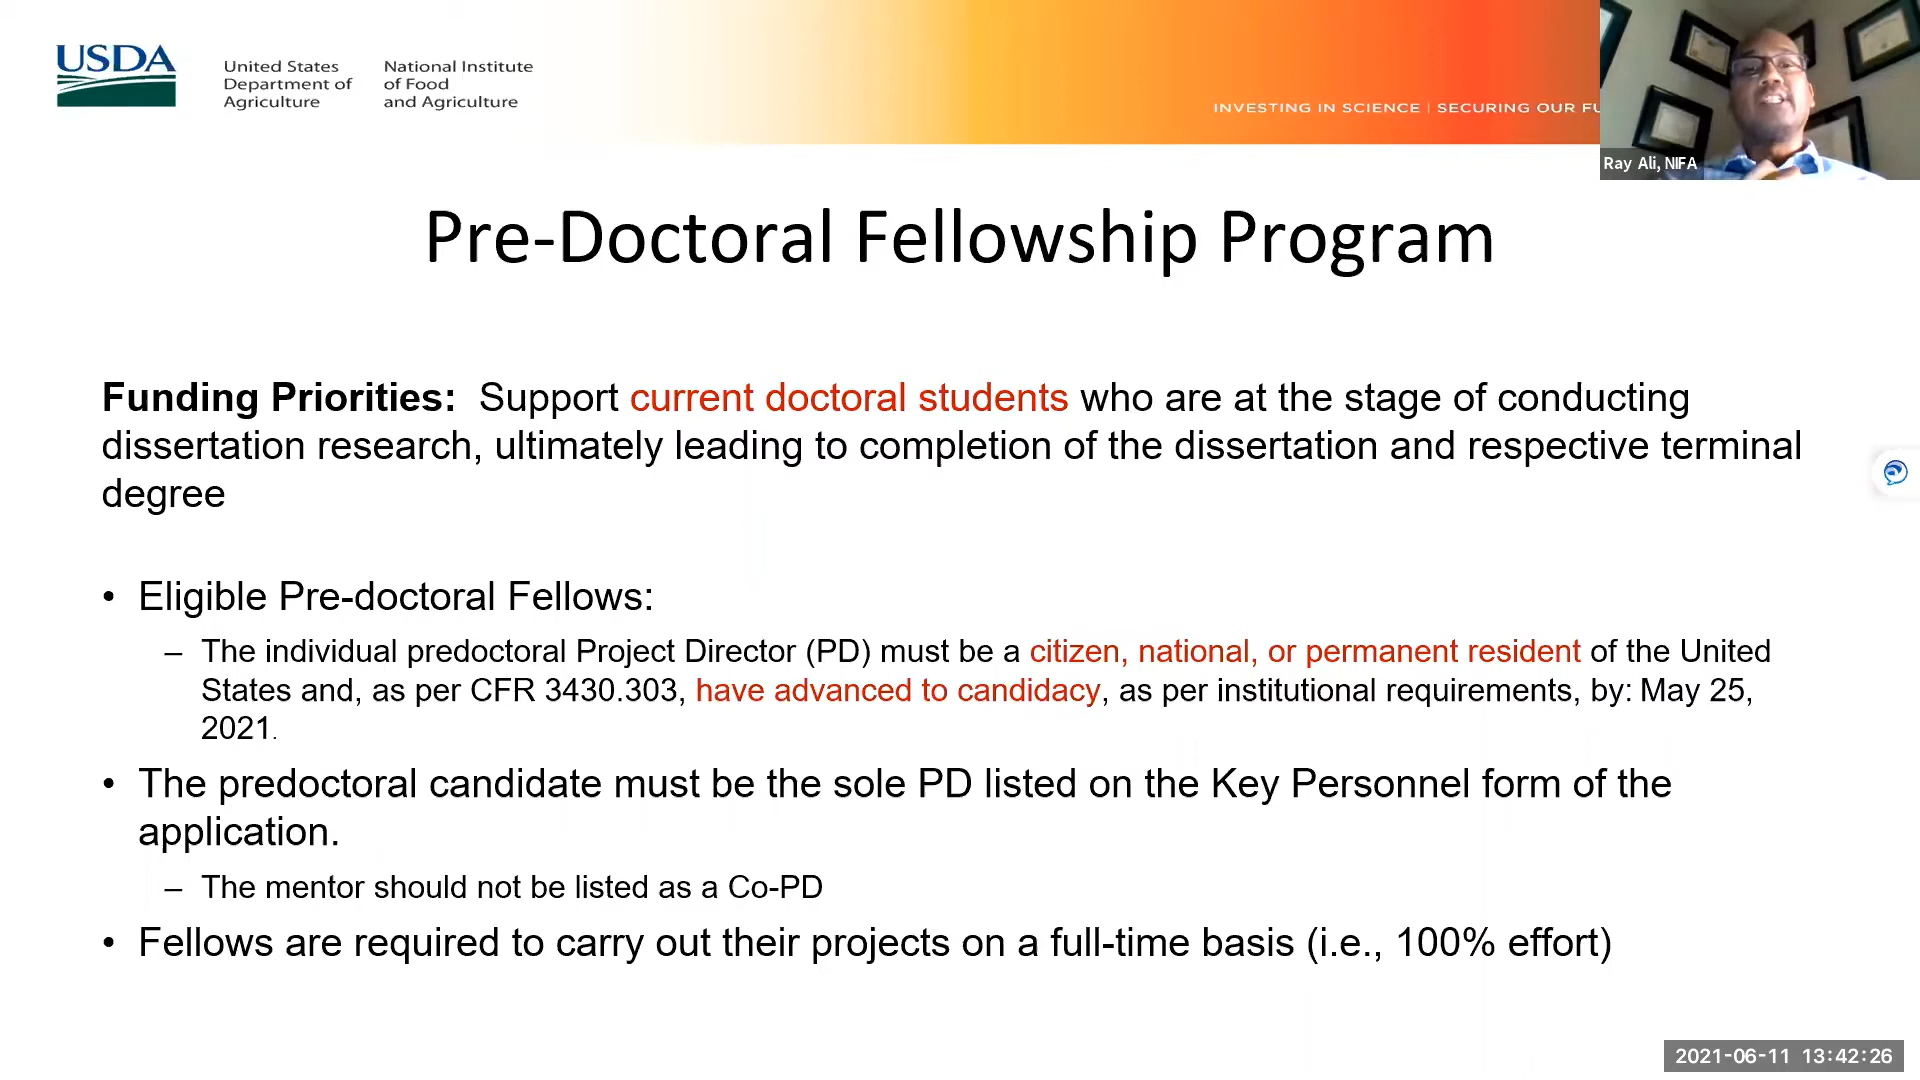 USDA
United States
Department of
Agriculture
National Institute
of Food
and Agriculture
INVESTING IN SCIENCE | SECURING OUR
Ray Ali, NIFA
Pre-Doctoral Fellowship Program
Funding Priorities: Support current doctoral students who are at the stage of conducting
dissertation research, ultimately leading to completion of the dissertation and respective terminal
degree
• Eligible Pre-doctoral Fellows:
– The individual predoctoral Project Director (PD) must be a citizen, national, or permanent resident of the United
States and, as per CFR 3430.303, have advanced to candidacy, as per institutional requirements, by: May 25,
2021.
• The predoctoral candidate must be the sole PD listed on the Key Personnel form of the
application.
– The mentor should not be listed as a Co-PD
• Fellows are required to carry out their projects on a full-time basis (i.e., 100% effort)
2021-06-11 13:42:26